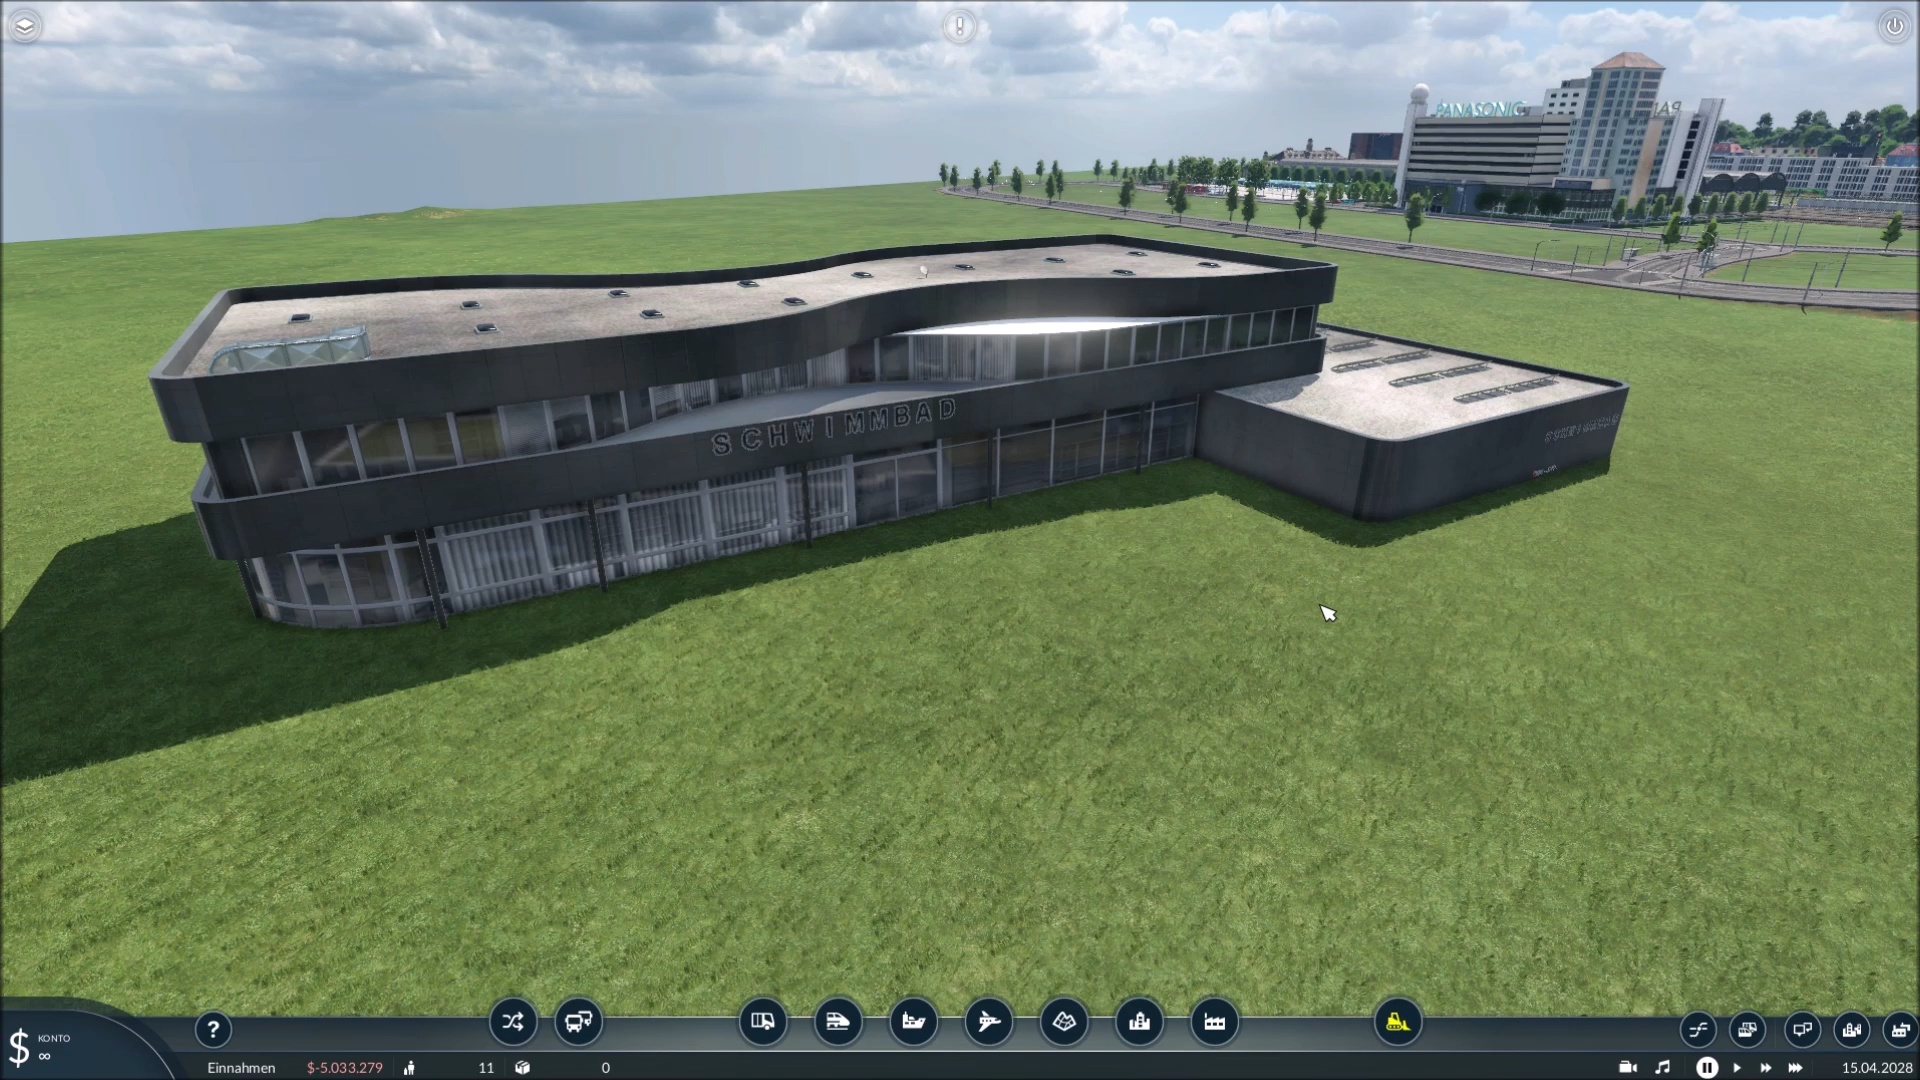 PANASONIC
SCHWIMMBAD
?
$
KONTO
∞
Einnahmen
$-5.033.279
11
0
15.04.2028